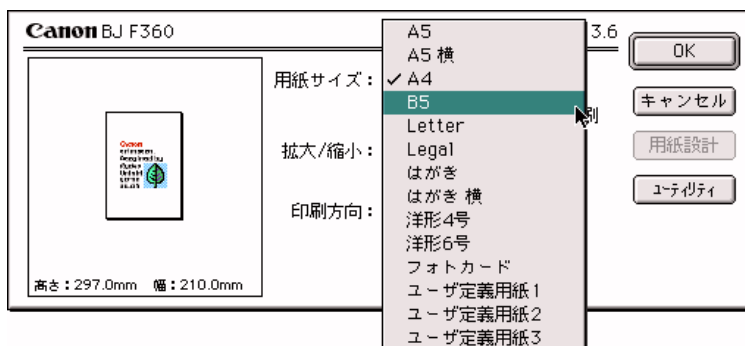 Canon BJ F360
3.6
用紙サイズ：
拡大/縮小：
印刷方向：
A5
A5 横
✓A4
B5
Letter
Legal
はがき
はがき 横
洋形4号
洋形6号
フォトカード
ユーザ定義用紙1
ユーザ定義用紙2
ユーザ定義用紙3
刷
OK
キャンセル
用紙設計
ユーティリティ
Canon
高さ：297.0mm 幅：210.0mm